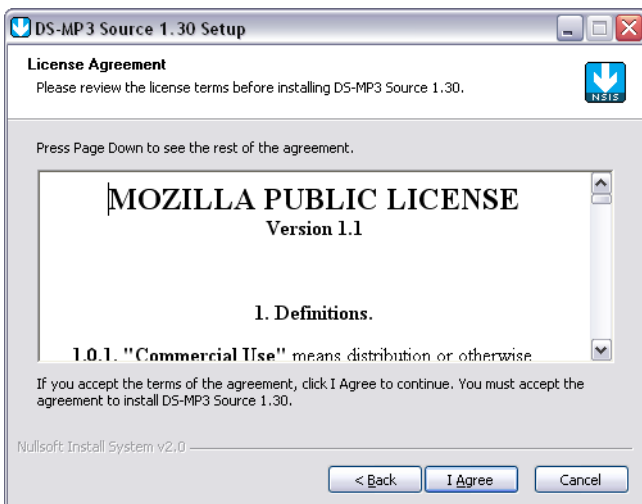 DS-MP3 Source 1.30 Setup
License Agreement
Please review the license terms before installing DS-MP3 Source 1.30.
NSIS
Press Page Down to see the rest of the agreement.
MOZILLA PUBLIC LICENSE
Version 1.1
1. Definitions.
1.0.1. "Commercial Use" means distribution or otherwise
If you accept the terms of the agreement, click I Agree to continue. You must accept the
agreement to install DS-MP3 Source 1.30.
Nullsoft Install System v2.0
< Back I Agree Cancel